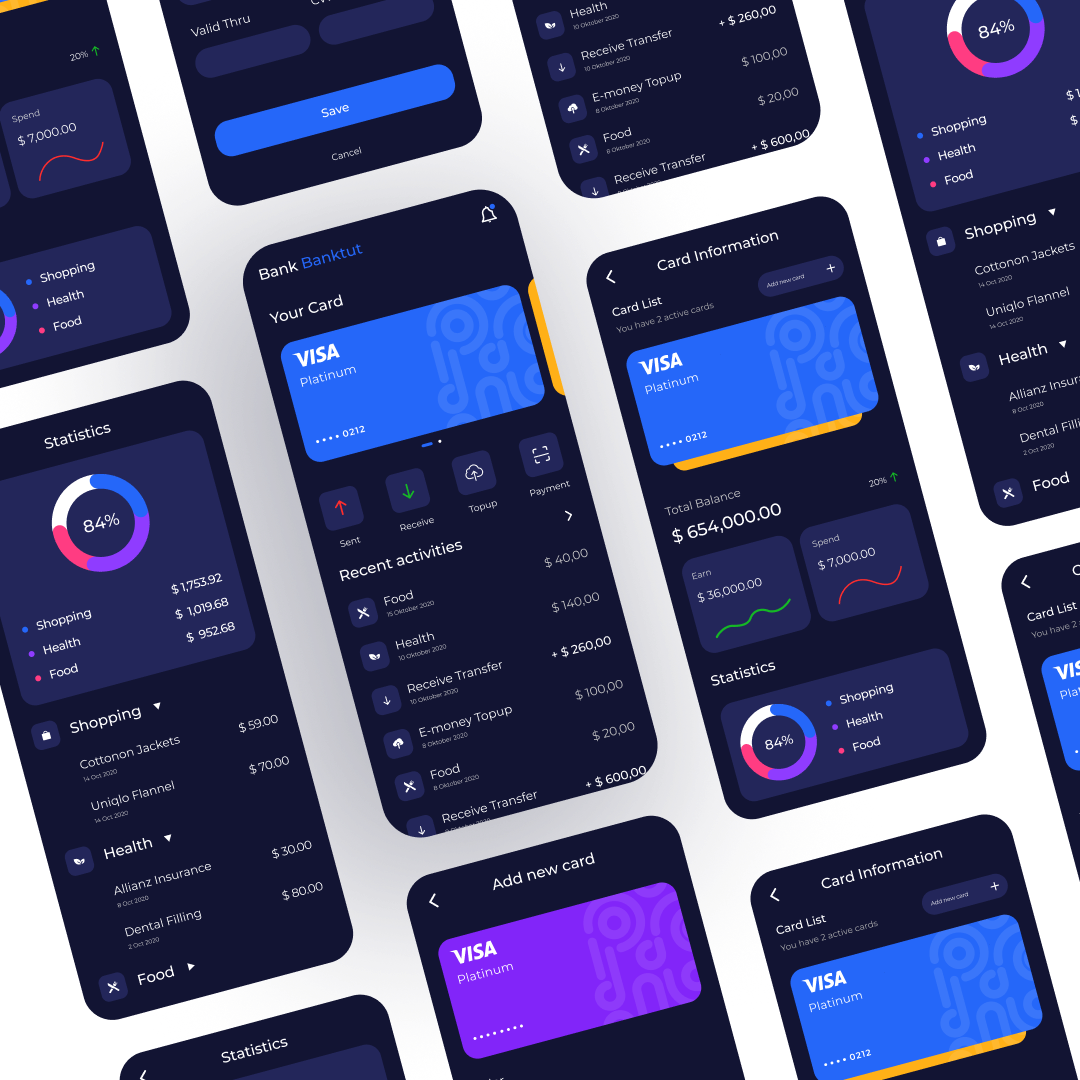 20%
Spend
$ 7,000.00
Shopping
Health
Food
Valid Thru
Save
Cancel
Health
10 Oktober 2020
+ $ 260,00
Receive Transfer
10 Oktober 2020
$ 100,00
E-money Topup
8 Oktober 2020
$ 20,00
Food
8 Oktober 2020
+ $ 600,00
Receive Transfer
84%
Shopping
Health
Food
Shopping
Cottonon Jackets
14 Oct 2020
Uniqlo Flannel
14 Oct 2020
Health
8 Oct 2020
2 Oct 2020
Food
Bank Banktut
Your Card
VISA
Platinum
•••• 0212
Sent
Receive
Topup
Payment
Recent activities
Food
15 Oktober 2020
$ 40,00
Health
10 Oktober 2020
$ 140,00
Receive Transfer
10 Oktober 2020
+ $ 260,00
E-money Topup
8 Oktober 2020
$ 100,00
Food
8 Oktober 2020
$ 20,00
Receive Transfer
+ $ 600,00
Card Information
Card List
You have 2 active cards
Add new card +
VISA
Platinum
•••• 0212
Total Balance
$ 654,000.00
20%
Earn
$ 36,000.00
Spend
$ 7,000.00
Statistics
84%
Shopping
Health
Food
Statistics
84%
Shopping
$ 1,753.92
Health
$ 1,019.68
Food
$ 952.68
Shopping
Cottonon Jackets
14 Oct 2020
$ 59.00
Uniqlo Flannel
14 Oct 2020
$ 70.00
Health
Allianz Insurance
8 Oct 2020
$ 30.00
Dental Filling
2 Oct 2020
$ 80.00
Food
Card List
You have 2
VISA
Add new card
VISA
Platinum
••••••••
Card Information
Card List
You have 2 active cards
Add new card +
VISA
Platinum
•••• 0212
Statistics